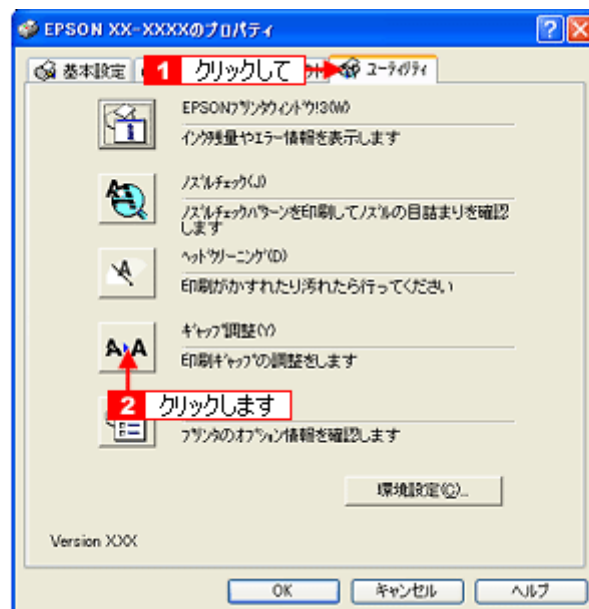 EPSON XX-XXXXのプロパティ
基本設定
1 クリックして
ユーティリティ
EPSONプリンタウィンドウ!3(W)
インク残量やエラー情報を表示します
ノズルチェック(J)
ノズルチェックパターンを印刷してノズルの目詰まりを確認
します
ヘッドクリーニング(D)
印刷がかすれたり汚れたら行ってください
ギャップ調整(Y)
印刷ギャップの調整をします
2 クリックします
プリンタのオプション情報を確認します
環境設定(C)...
Version XXX
OK
キャンセル
ヘルプ